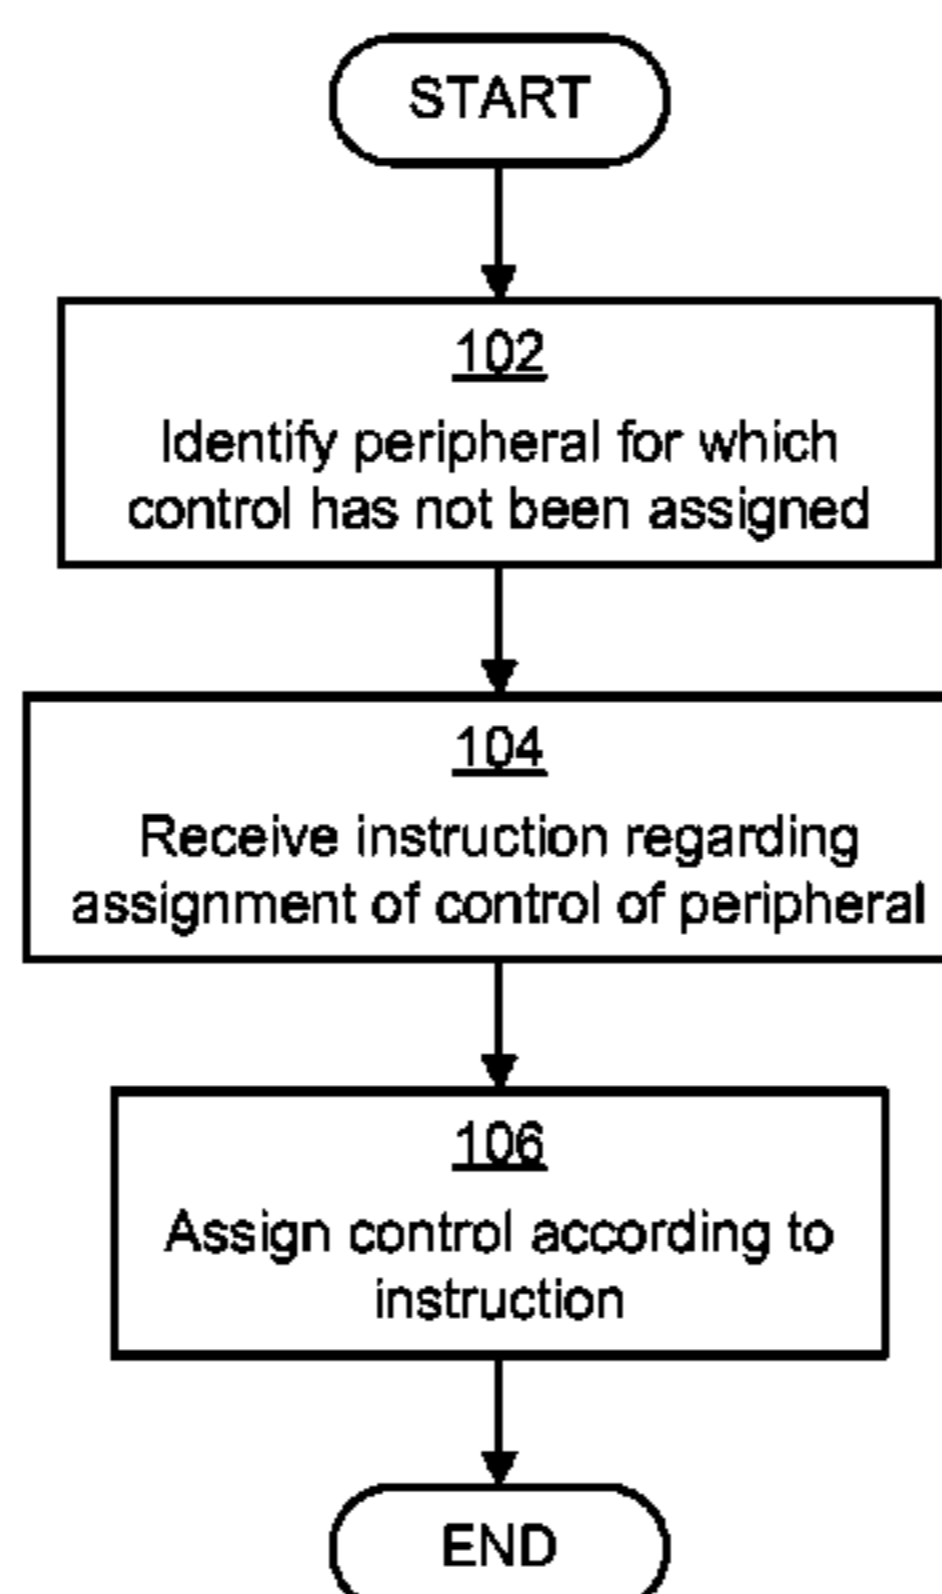 START
102
Identify peripheral for which
control has not been assigned
104
Receive instruction regarding
assignment of control of peripheral
106
Assign control according to
instruction
END